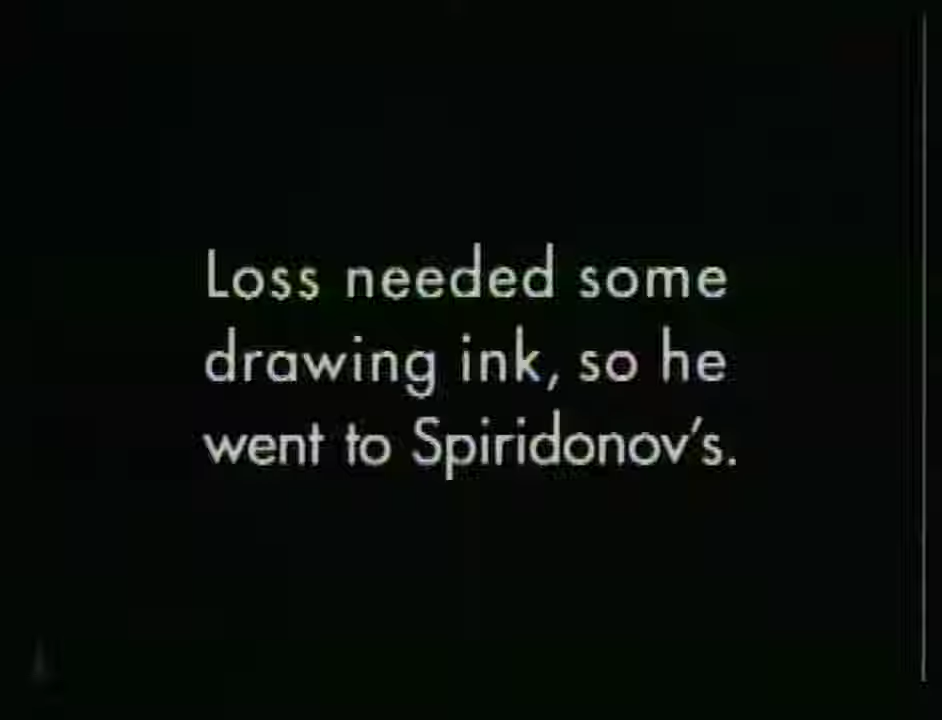 Loss needed some
drawing ink, so he
went to Spiridonov's.